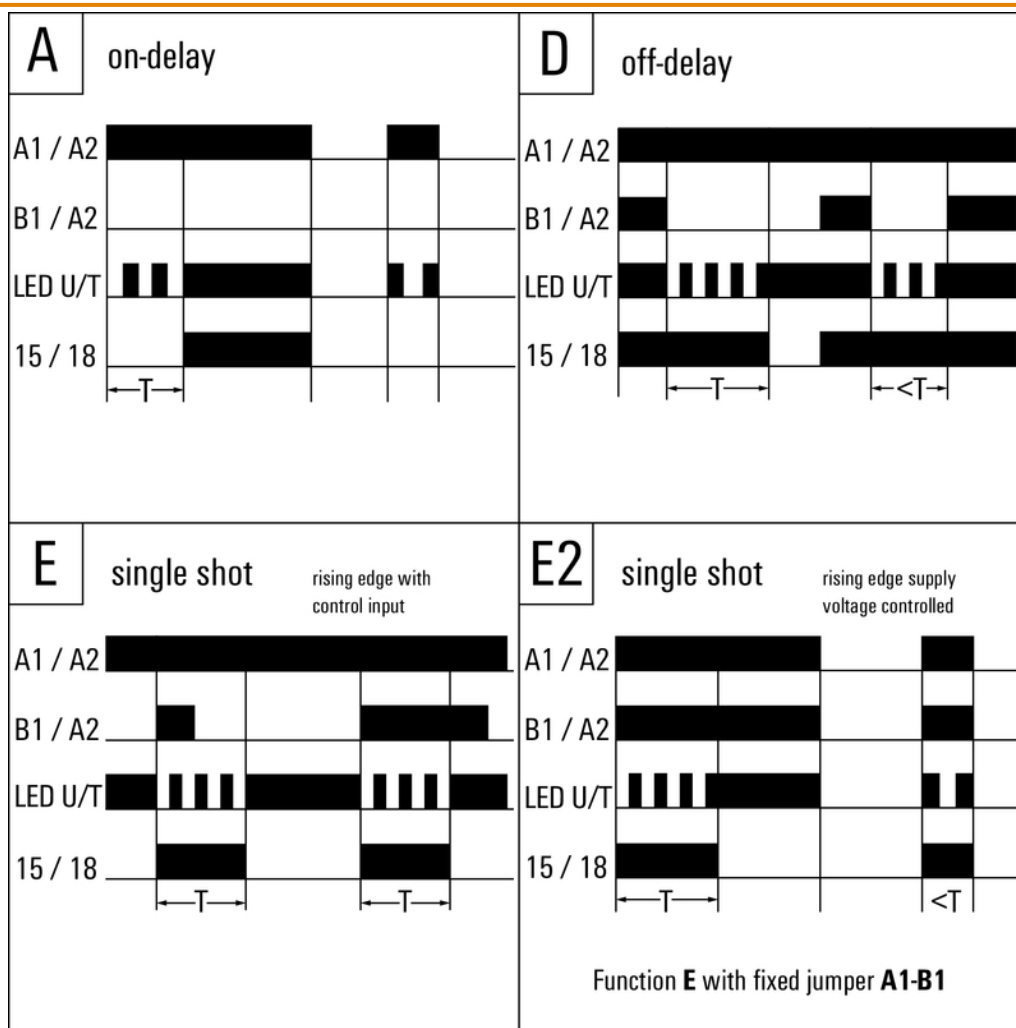 A on-delay
A1 / A2
B1 / A2
LED U/T
15 / 18
T
D off-delay
A1 / A2
B1 / A2
LED U/T
15 / 18
T <T
E single shot rising edge with
control input
A1 / A2
B1 / A2
LED U/T
15 / 18
T T
E2 single shot rising edge supply
voltage controlled
A1 / A2
B1 / A2
LED U/T
15 / 18
T <T
Function E with fixed jumper A1-B1